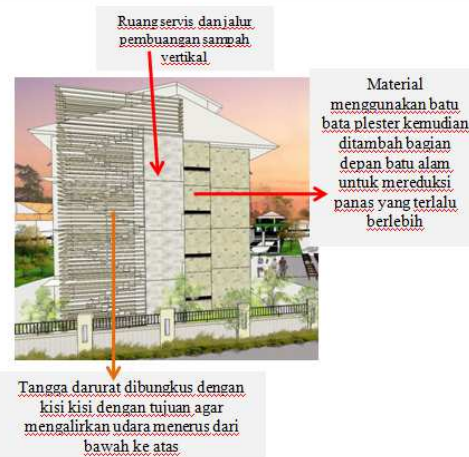 Ruang servis dan jalur
pembuangan sampah
vertikal
Material
menggunakan batu
bata plester kemudian
ditambah bagian
depan batu alam
untuk mereduksi
panas yang terlalu
berlebih
Tangga darurat dibungkus dengan
kisi kisi dengan tujuan agar
mengalirkan udara menerus dari
bawah ke atas